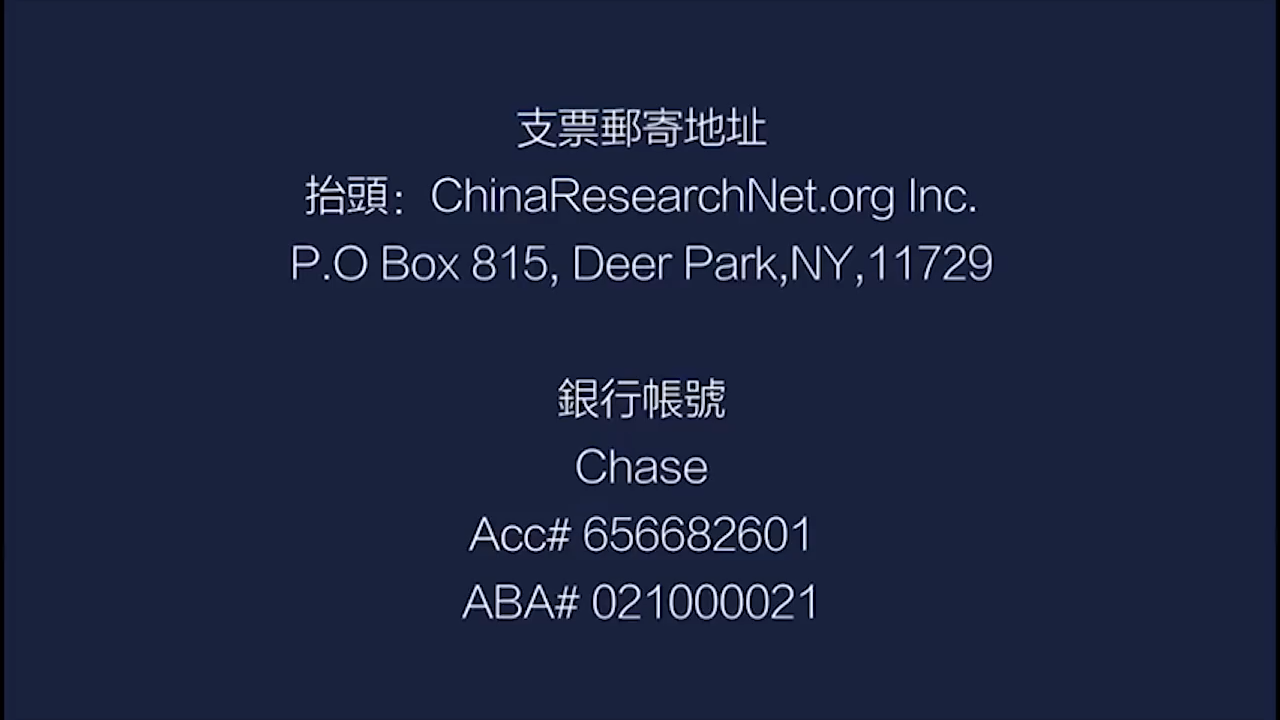 支票郵寄地址
抬頭：ChinaResearchNet.org Inc.
P.O Box 815, Deer Park,NY,11729
銀行帳號
Chase
Acc# 656682601
ABA# 021000021